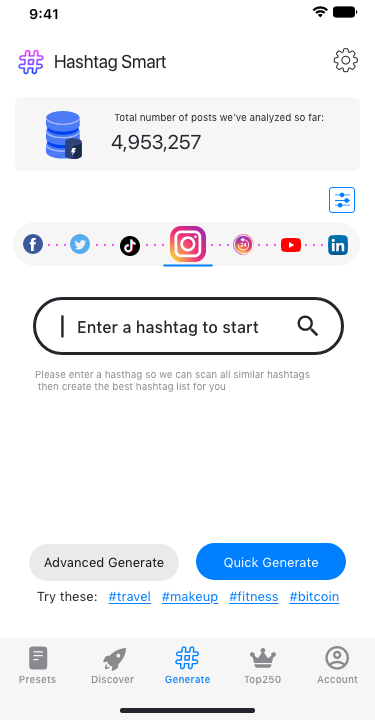 9:41
Hashtag Smart
Total number of posts we've analyzed so far:
4,953,257
24
Enter a hashtag to start
Please enter a hasthag so we can scan all similar hashtags
then create the best hashtag list for you
Advanced Generate
Quick Generate
Try these: #travel #makeup #fitness #bitcoin
Presets
Discover
Generate
Top250
Account